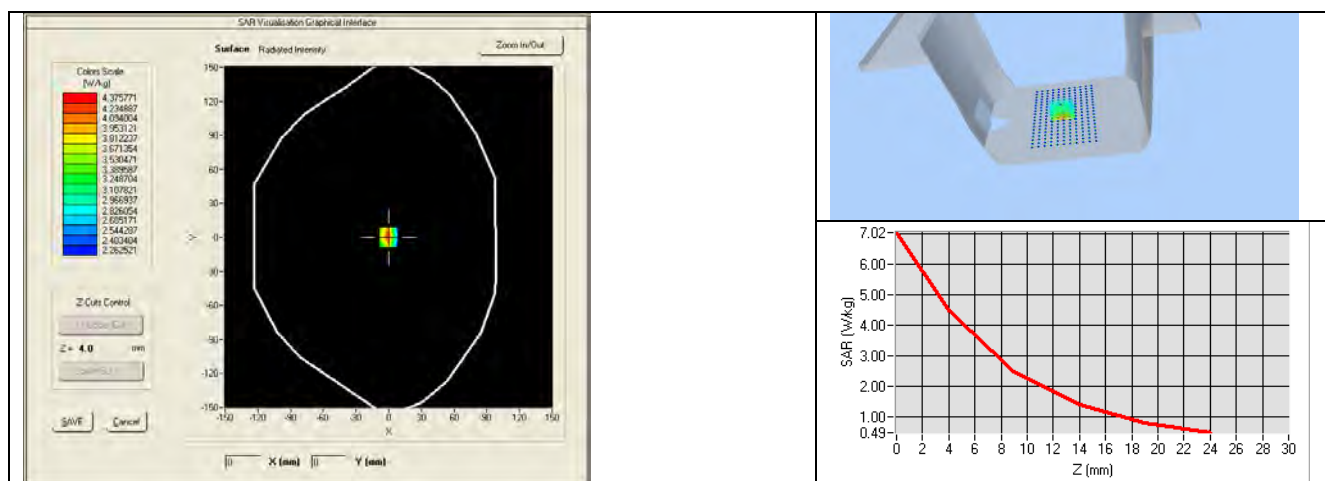 SAR Visualisation Graphical Interface
Surface Radiated Intensity
Zoom In/Out
Colors Scale
(W/kg)
4.375771
4.234887
4.094004
3.953121
3.812237
3.671354
3.530471
3.389587
3.248704
3.107821
2.966937
2.826054
2.685171
2.544287
2.403404
2.262521
Z Cuts Control
Z = 4.0 mm
SAVE
Cancel
150
120
90
60
30
0
-30
-60
-90
-120
-150
Y
-150 -120 -90 -60 -30 0 30 60 90 120 150
X
0 X (mm) 0 Y (mm)
7.02
6.00
5.00
4.00
3.00
2.00
1.00
0.49
SAR (W/kg)
0 2 4 6 8 10 12 14 16 18 20 22 24 26 28 30
Z (mm)